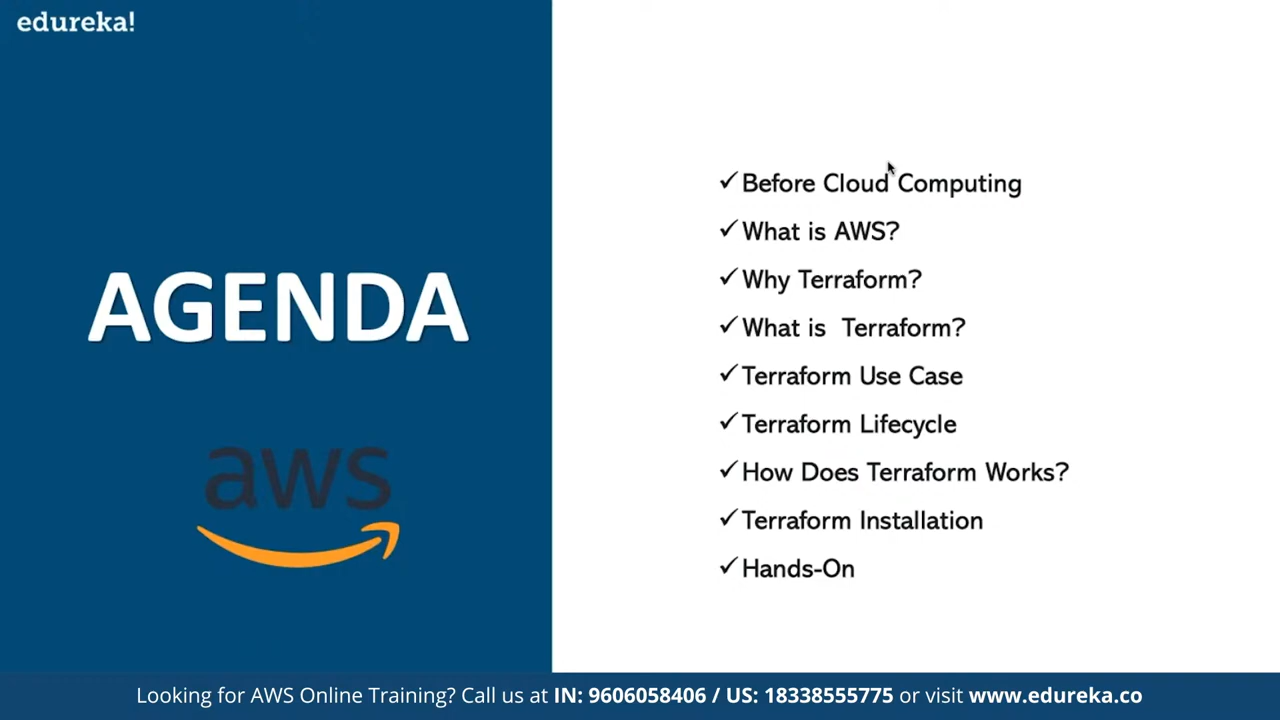 edureka!
AGENDA
aws
✓Before Cloud Computing
✓What is AWS?
✓Why Terraform?
✓What is  Terraform?
✓Terraform Use Case
✓Terraform Lifecycle
✓How Does Terraform Works?
✓Terraform Installation
✓Hands-On
Looking for AWS Online Training? Call us at IN: 9606058406 / US: 18338555775 or visit www.edureka.co